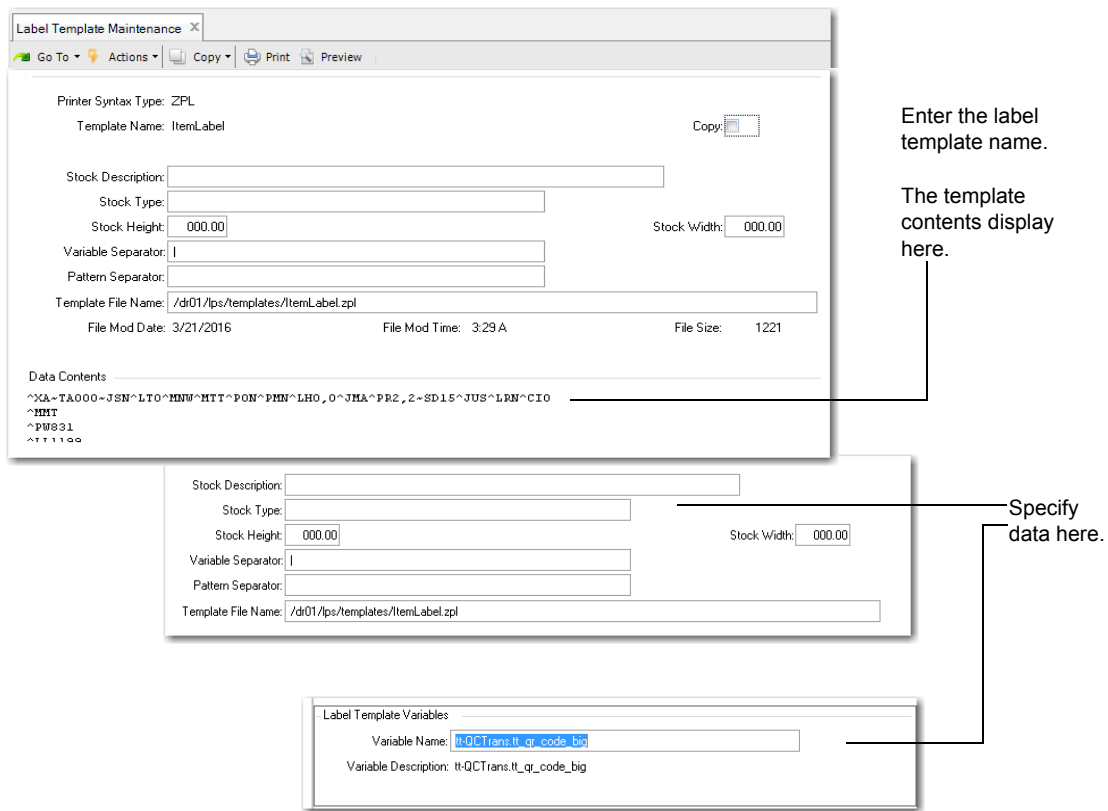 Label Template Maintenance X
Go To Actions Copy Print Preview
Printer Syntax Type: ZPL
Template Name: ItemLabel Copy:
Stock Description:
Stock Type:
Stock Height: 000.00 Stock Width: 000.00
Variable Separator: |
Pattern Separator:
Template File Name: /dr01/lps/templates/ItemLabel.zpl
File Mod Date: 3/21/2016 File Mod Time: 3:29 A File Size: 1221
Data Contents
^XA~TA000~JSN^LT0^MNW^MTT^PON^PMN^LH0,0^JMA^PR2,2~SD15^JUS^LRN^CI0
^MMT
^PW831
^LL1199
Enter the label
template name.
The template
contents display
here.
Stock Description:
Stock Type:
Stock Height: 000.00 Stock Width: 000.00
Variable Separator: |
Pattern Separator:
Template File Name: /dr01/lps/templates/ItemLabel.zpl
Specify
data here.
Label Template Variables
Variable Name: tt-QCTrans.tt_qr_code_big
Variable Description: tt-QCTrans.tt_qr_code_big